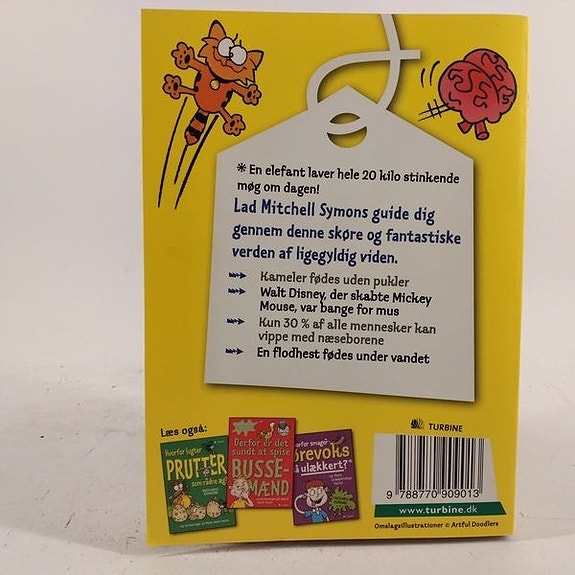 * En elefant laver hele 20 kilo stinkende
møg om dagen!
Lad Mitchell Symons guide dig
gennem denne skøre og fantastiske
verden af ligegyldig viden.
Kameler fødes uden pukler
Walt Disney, der skabte Mickey
Mouse, var bange for mus
Kun 30 % af alle mennesker kan
vippe med næseborene
En flodhest fødes under vandet
Læs også:
Hvorfor lugter
PRUTTER
som rådne æg?
Derfor er det
sundt at spise
BUSSE-
MÆND
Hvorfor smager
ørevoks
så ulækkert?*
TURBINE
9 788770 909013
www.turbine.dk
Omslagsillustrationer © Artful Doodlers